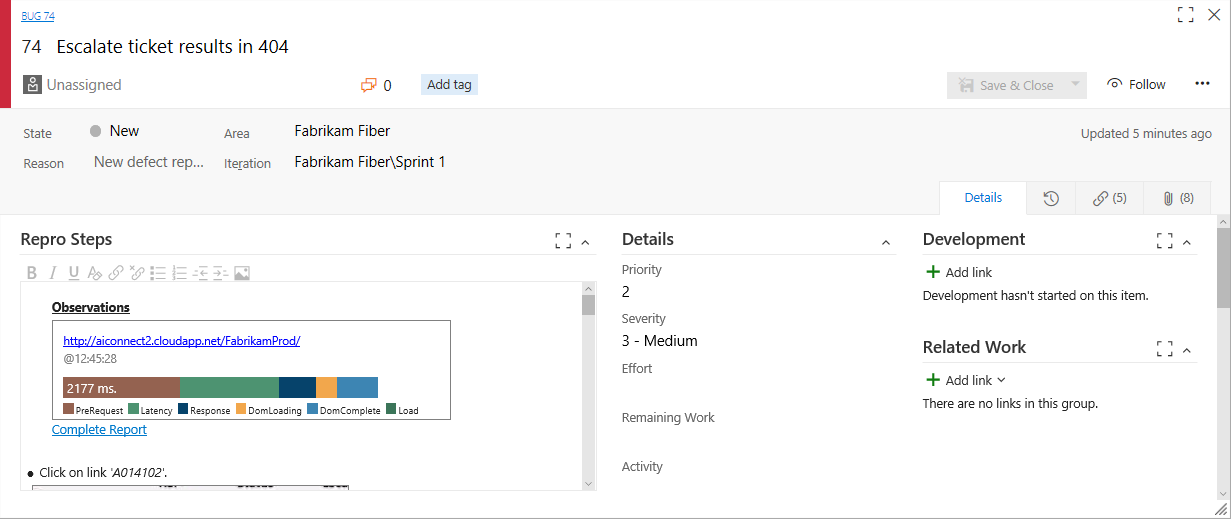 BUG 74
74 Escalate ticket results in 404
Unassigned
0
Add tag
Save & Close
Follow
State New Area Fabrikam Fiber Updated 5 minutes ago
Reason New defect rep... Iteration Fabrikam Fiber\Sprint 1
Details (5) (8)
Repro Steps
B I U A
Observations
http://aiconnect2.cloudapp.net/FabrikamProd/
@12:45:28
2177 ms.
PreRequest Latency Response DomLoading DomComplete Load
Complete Report
● Click on link 'A014102'.
Details
Priority
2
Severity
3 - Medium
Effort
Remaining Work
Activity
Development
Add link
Development hasn't started on this item.
Related Work
Add link
There are no links in this group.